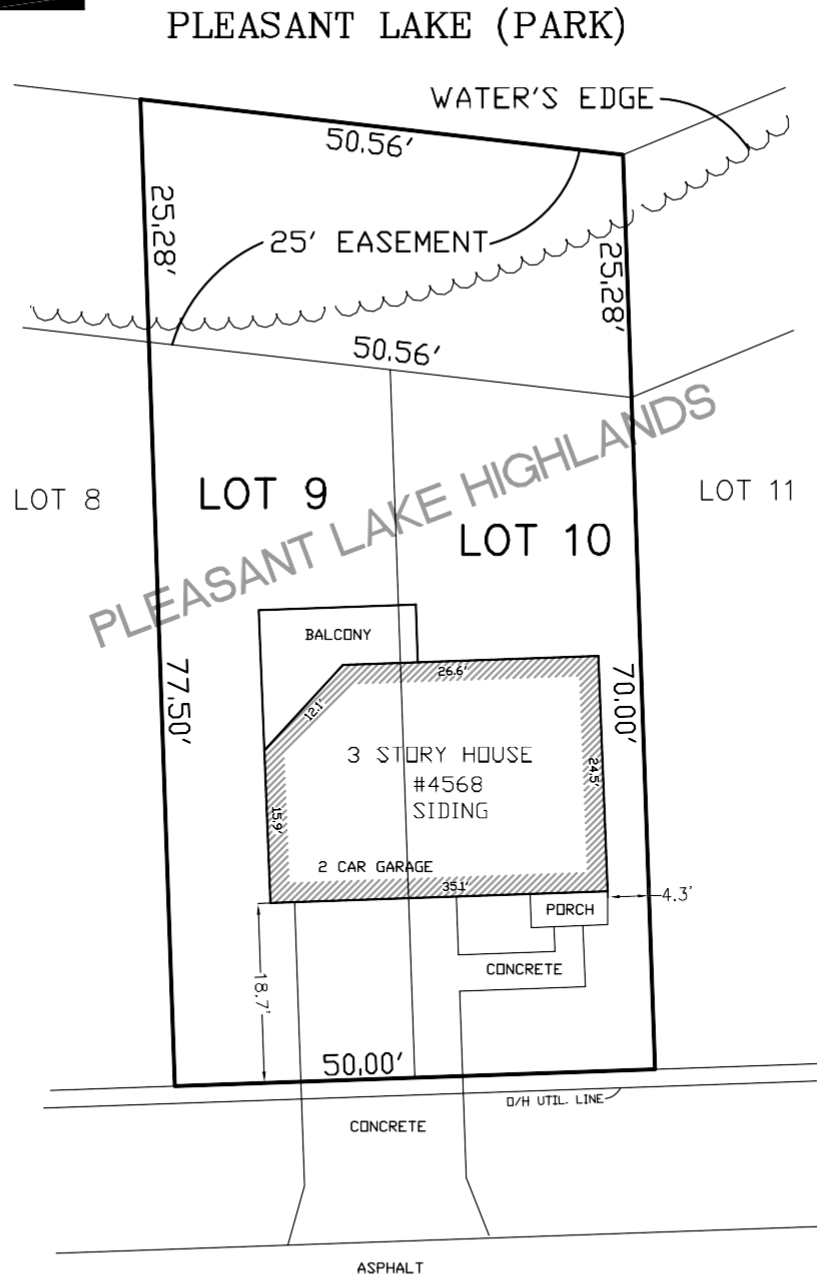 PLEASANT LAKE (PARK)
WATER'S EDGE
50.56'
25.28'
25' EASEMENT
25.28'
50.56'
PLEASANT LAKE HIGHLANDS
LOT 8
LOT 9
LOT 10
LOT 11
BALCONY
26.6'
12.1'
77.50'
70.00'
3 STORY HOUSE
#4568
SIDING
24.5'
15.9'
2 CAR GARAGE
35.1'
PORCH
4.3'
CONCRETE
18.7'
50.00'
O/H UTIL. LINE
CONCRETE
ASPHALT